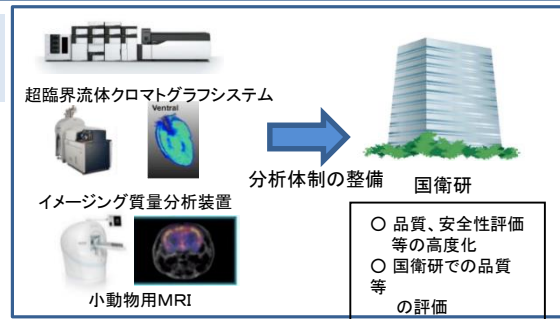 超臨界流体クロマトグラフシステム
Ventral
イメージング質量分析装置
小動物用MRI
分析体制の整備
国衛研
○ 品質、安全性評価
等の高度化
○ 国衛研での品質
等
の評価